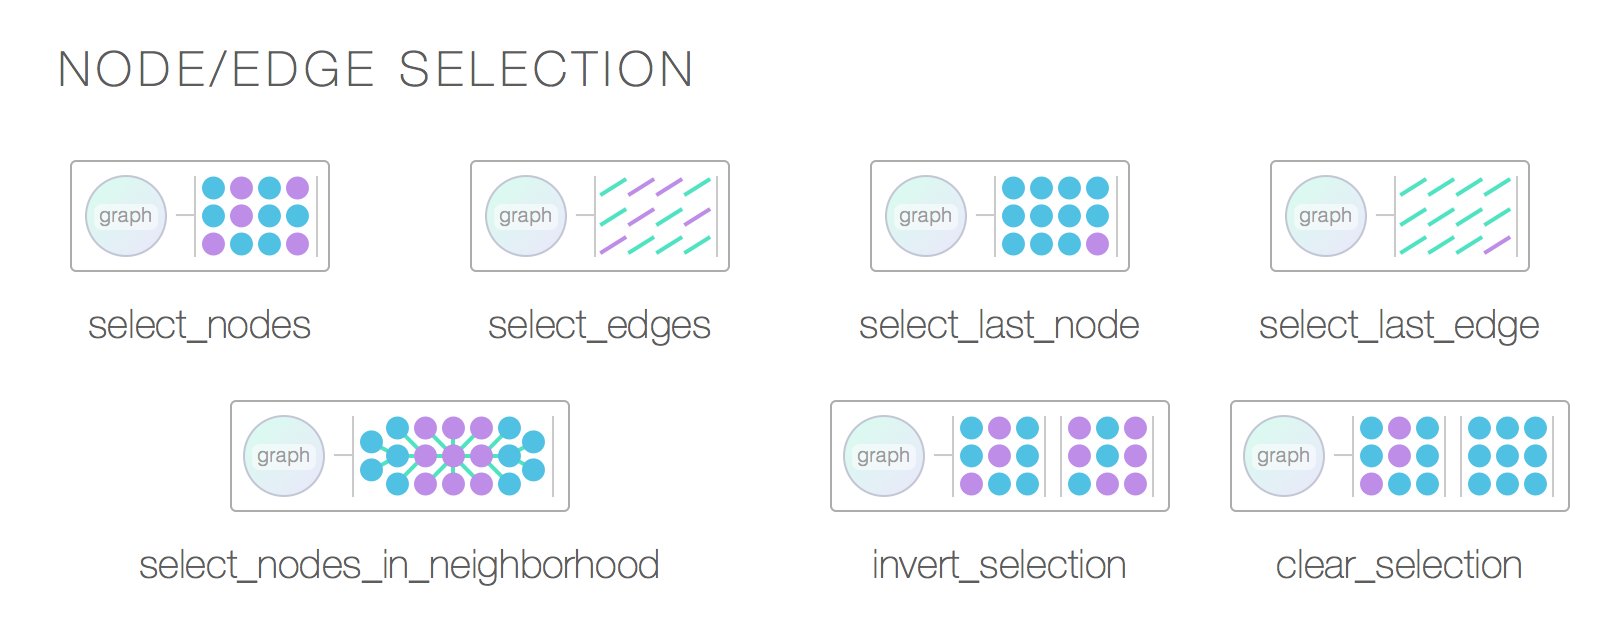 NODE/EDGE SELECTION
graph
graph
graph
graph
select_nodes
select_edges
select_last_node
select_last_edge
graph
graph
graph
select_nodes_in_neighborhood
invert_selection
clear_selection